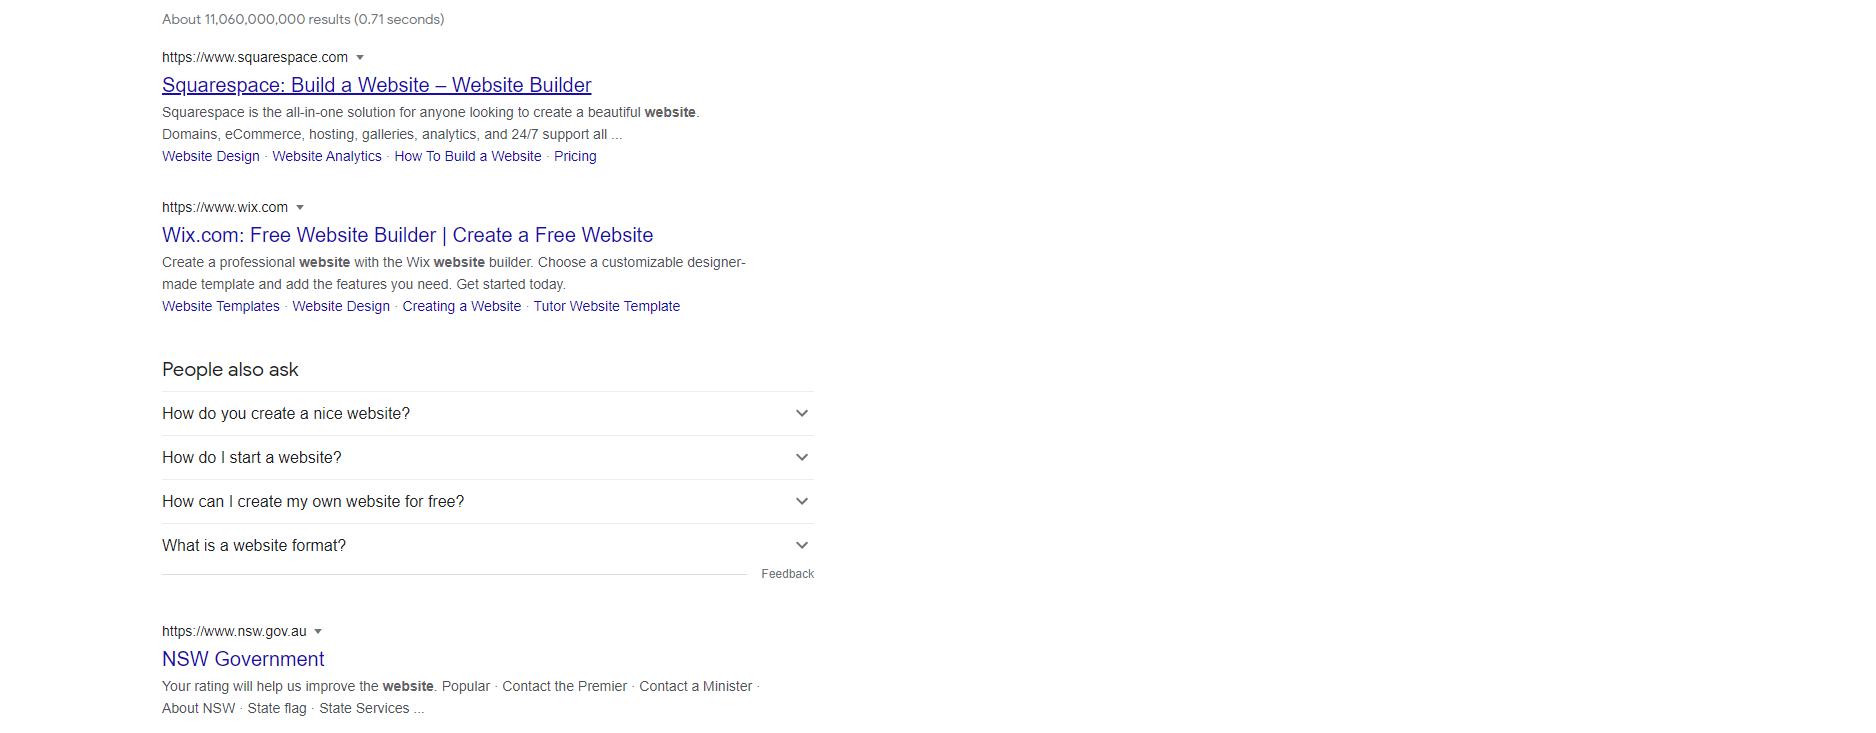 About 11,060,000,000 results (0.71 seconds)
https://www.squarespace.com
Squarespace: Build a Website – Website Builder
Squarespace is the all-in-one solution for anyone looking to create a beautiful website.
Domains, eCommerce, hosting, galleries, analytics, and 24/7 support all ...
Website Design · Website Analytics · How To Build a Website · Pricing
https://www.wix.com
Wix.com: Free Website Builder | Create a Free Website
Create a professional website with the Wix website builder. Choose a customizable designer-
made template and add the features you need. Get started today.
Website Templates · Website Design · Creating a Website · Tutor Website Template
People also ask
How do you create a nice website?
How do I start a website?
How can I create my own website for free?
What is a website format?
Feedback
https://www.nsw.gov.au
NSW Government
Your rating will help us improve the website. Popular · Contact the Premier · Contact a Minister ·
About NSW · State flag · State Services ...